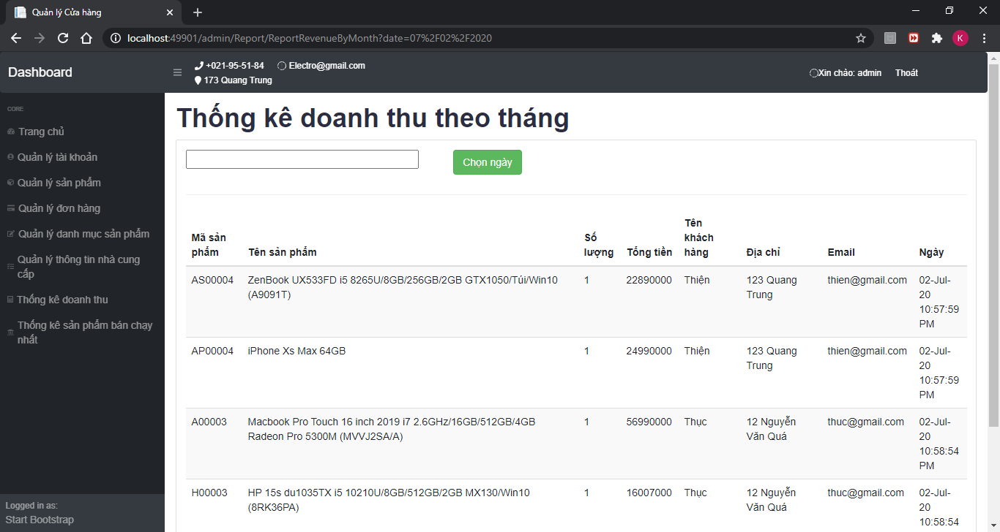 Quản lý Cửa hàng
localhost:49901/admin/Report/ReportRevenueByMonth?date=07%2F02%2F2020
K
Dashboard
+021-95-51-84 Electro@gmail.com
173 Quang Trung
Xin chào: admin Thoát
CORE
Trang chủ
Quản lý tài khoản
Quản lý sản phẩm
Quản lý đơn hàng
Quản lý danh mục sản phẩm
Quản lý thông tin nhà cung
cấp
Thống kê doanh thu
Thống kê sản phẩm bán chạy
nhất
Logged in as:
Start Bootstrap
Thống kê doanh thu theo tháng
Chọn ngày
Mã sản
phẩm
Tên sản phẩm
Số
lượng
Tổng tiền
Tên
khách
hàng
Địa chỉ
Email
Ngày
AS00004
ZenBook UX533FD i5 8265U/8GB/256GB/2GB GTX1050/Túi/Win10
(A9091T)
1
22890000
Thiện
123 Quang
Trung
thien@gmail.com
02-Jul-
20
10:57:59
PM
AP00004
iPhone Xs Max 64GB
1
24990000
Thiện
123 Quang
Trung
thien@gmail.com
02-Jul-
20
10:57:59
PM
A00003
Macbook Pro Touch 16 inch 2019 i7 2.6GHz/16GB/512GB/4GB
Radeon Pro 5300M (MVVJ2SA/A)
1
56990000
Thục
12 Nguyễn
Văn Quá
thuc@gmail.com
02-Jul-
20
10:58:54
PM
H00003
HP 15s du1035TX i5 10210U/8GB/512GB/2GB MX130/Win10
(8RK36PA)
1
16007000
Thục
12 Nguyễn
Văn Quá
thuc@gmail.com
02-Jul-
20
10:58:54